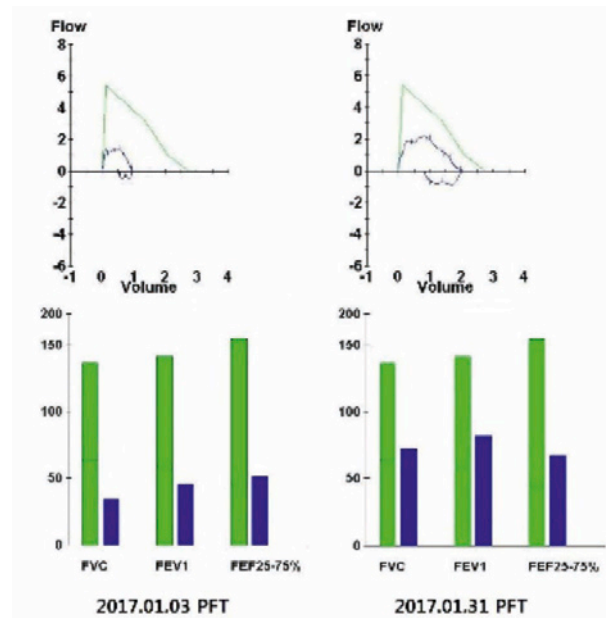 Flow Flow
8 8
6 6
4 4
2 2
0 0
-2 -2
-4 -4
-6 -6
-1 0 1 2 3 4 -1 0 1 2 3 4
Volume Volume
200 200
150 150
100 100
50 50
0 0
FVC FEV1 FEF25-75% FVC FEV1 FEF25-75%
2017.01.03 PFT 2017.01.31 PFT